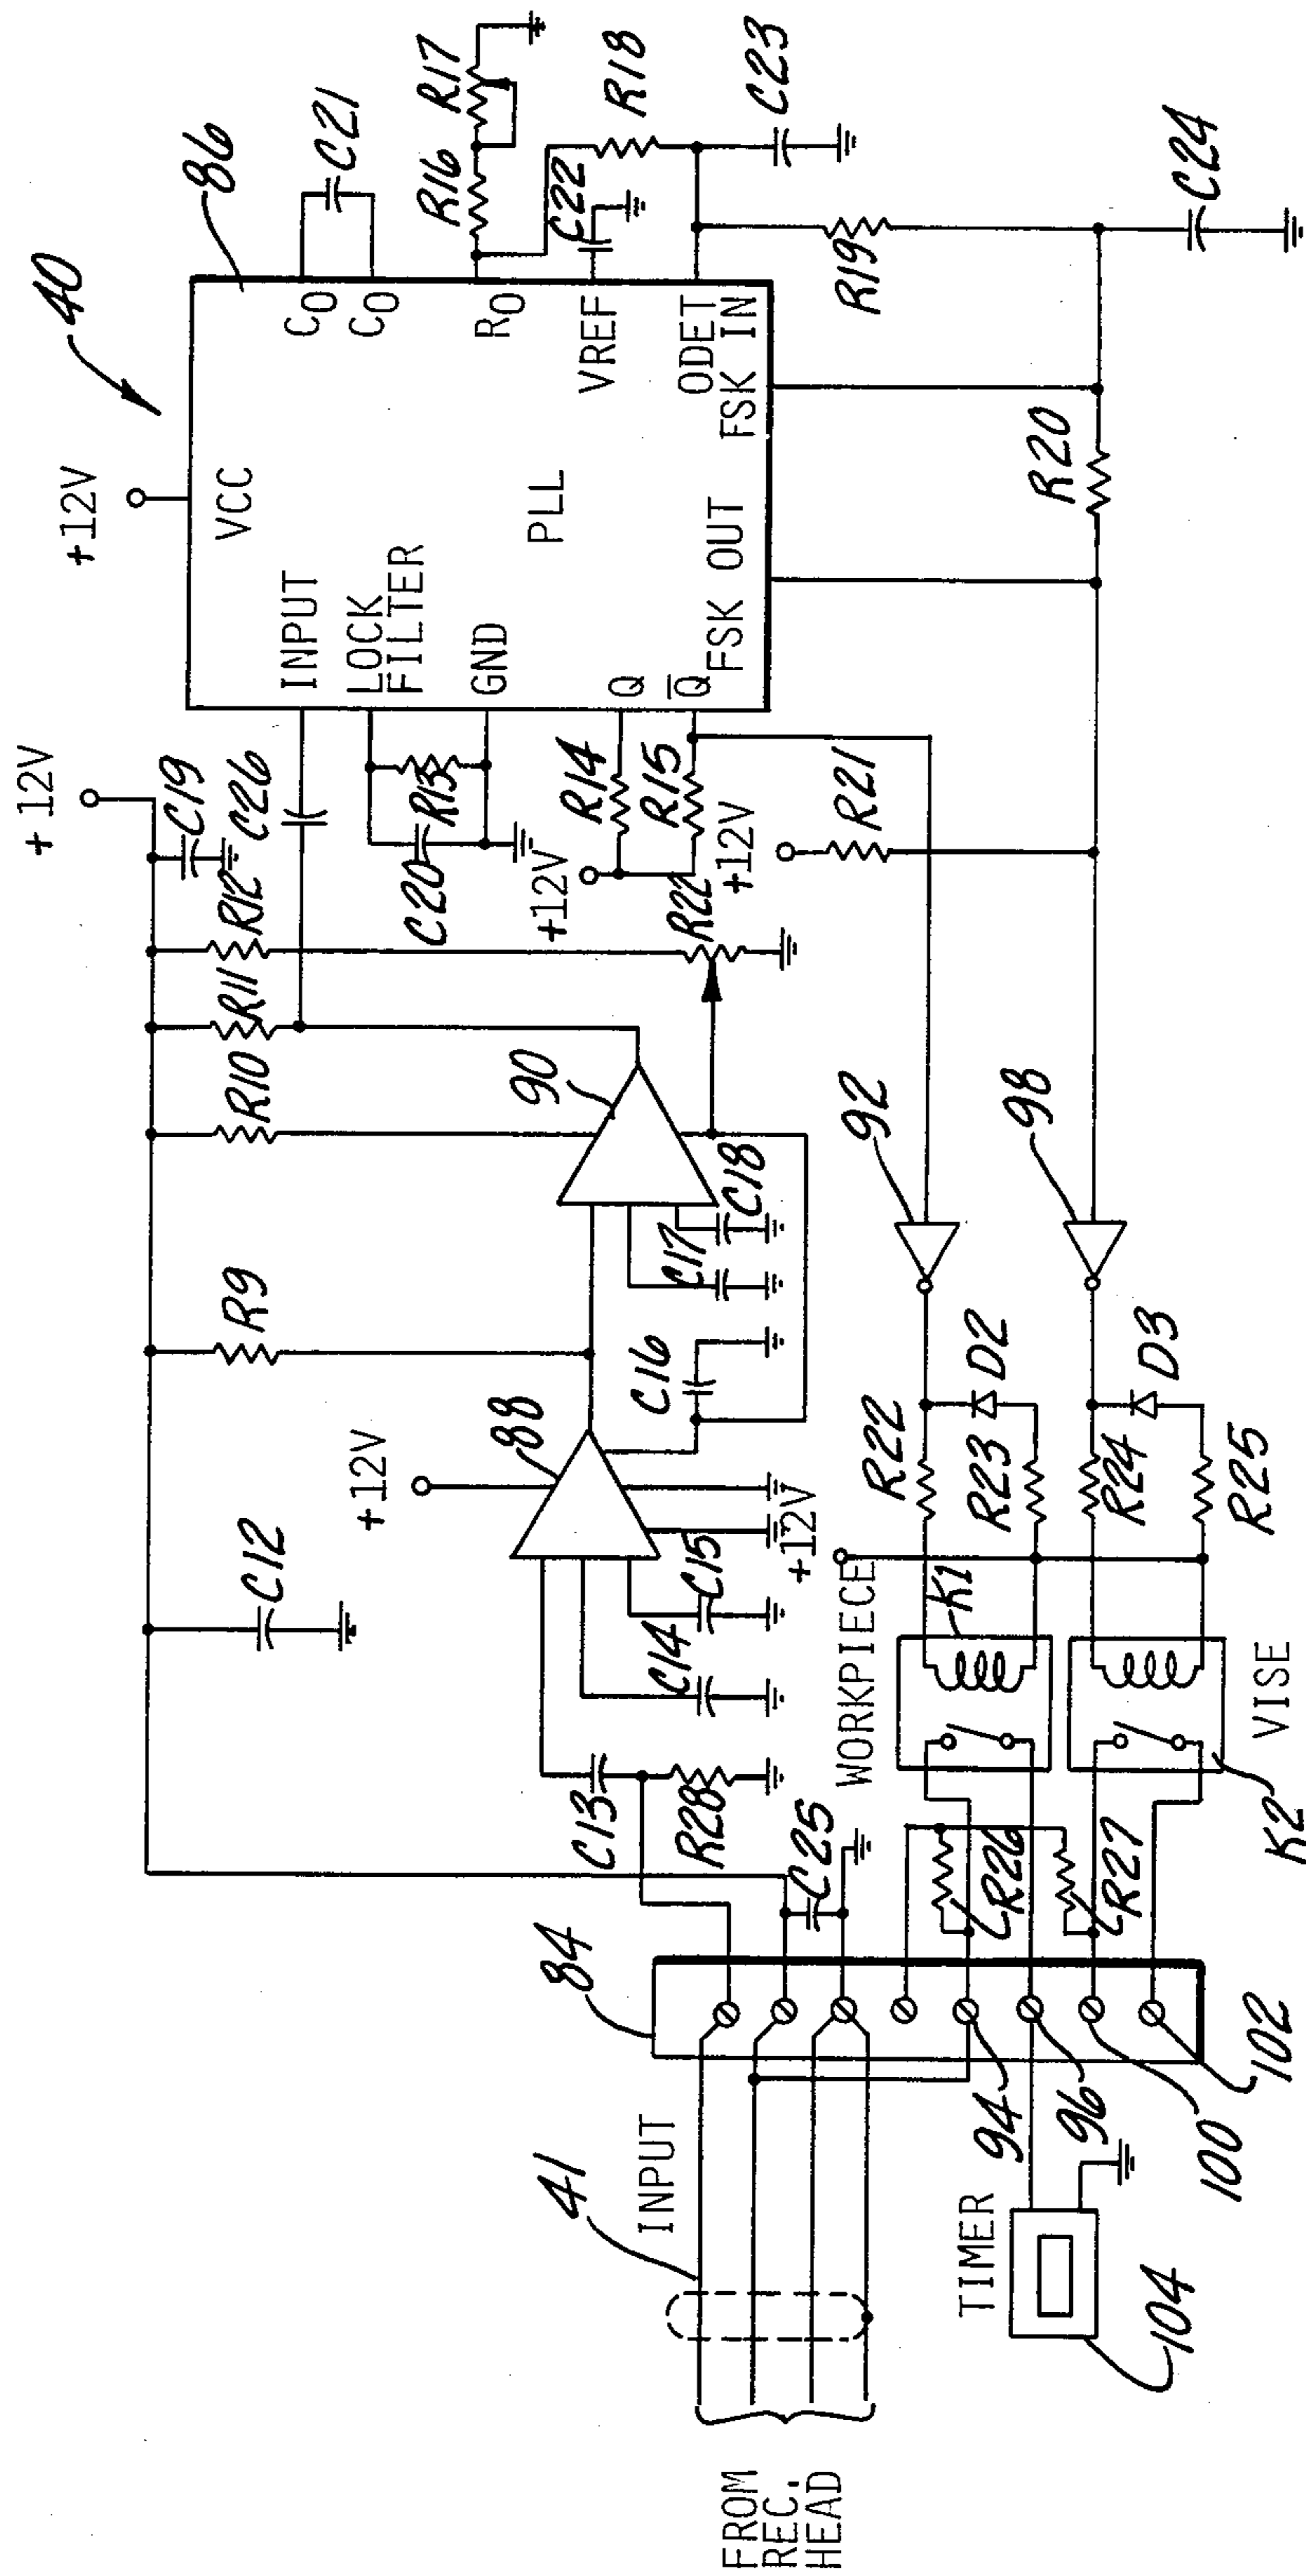 40
86
+12V
VCC
C21
CO
CO
RO
R16
R17
R18
C22
VREF
C23
ODET
FSK IN
R19
C24
PLL
INPUT
LOCK
FILTER
GND
Q
Q̅
FSK OUT
R20
+12V
C19
C26
R13
C20
R14
R15
+12V
R21
+12V
R12
R22
R11
R10
90
C18
C17
R9
C16
88
+12V
C12
C15
C14
+12V
C13
R28
C25
92
98
D2
D3
R22
R23
R24
R25
WORKPIECE
K1
VISE
K2
R26
R27
84
41
INPUT
94
96
100
102
TIMER
104
FROM
REC.
HEAD